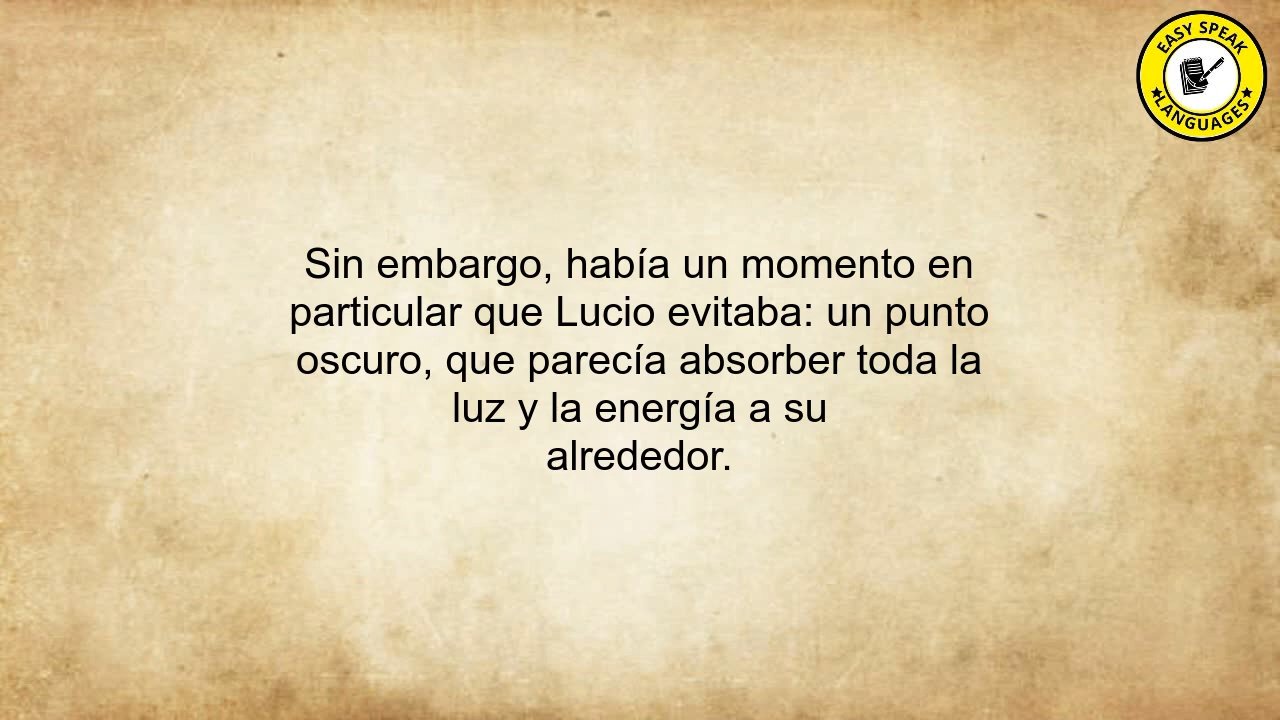 EASY SPEAK
LANGUAGES
Sin embargo, había un momento en
particular que Lucio evitaba: un punto
oscuro, que parecía absorber toda la
luz y la energía a su
alrededor.